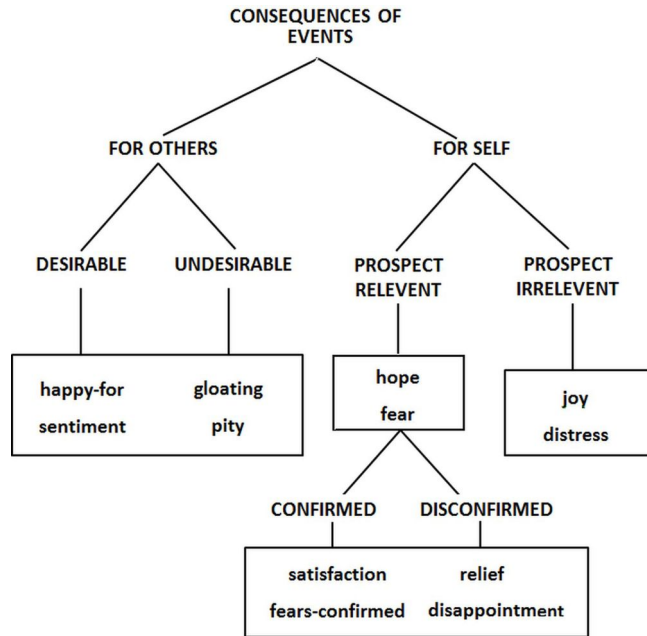 CONSEQUENCES OF
EVENTS
FOR OTHERS
FOR SELF
DESIRABLE
UNDESIRABLE
PROSPECT
RELEVENT
PROSPECT
IRRELEVENT
happy-for
sentiment
gloating
pity
hope
fear
joy
distress
CONFIRMED
DISCONFIRMED
satisfaction
fears-confirmed
relief
disappointment